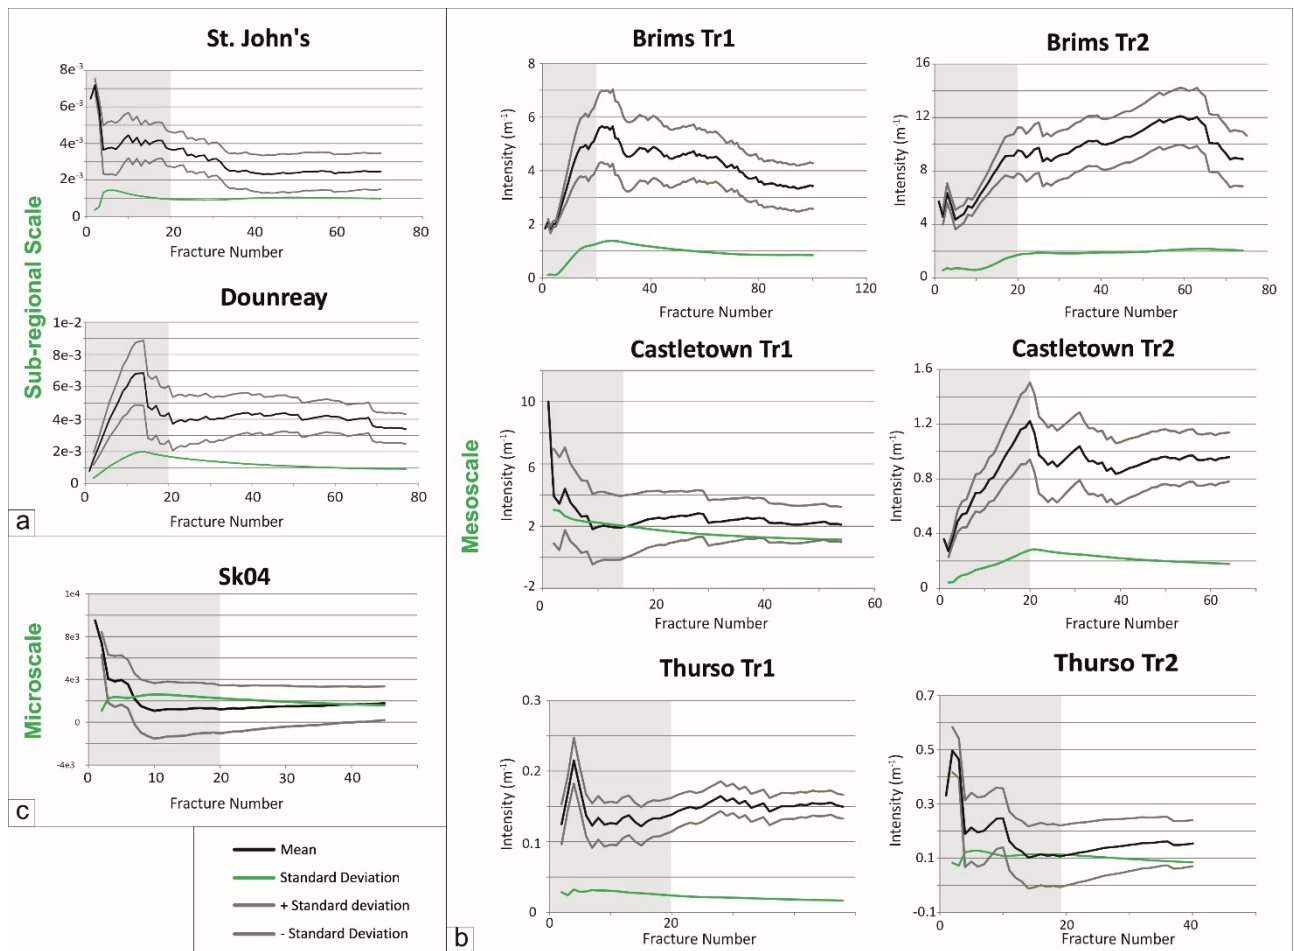 St. John's
8e⁻³
6e⁻³
4e⁻³
2e⁻³
0
0 20 40 60 80
Fracture Number
Sub-regional Scale
Dounreay
1e-2
8e-3
6e-3
4e-3
2e-3
0
0 20 40 60 80
Fracture Number
a
Sk04
1e4
8e3
4e3
0
-4e3
0 10 20 30 40 50
Fracture Number
Microscale
c
Mean
Standard Deviation
+ Standard deviation
- Standard Deviation
Mesoscale
Brims Tr1
Intensity (m⁻¹)
8
6
4
2
0
0 20 40 60 80 100 120
Fracture Number
Brims Tr2
Intensity (m⁻¹)
16
12
8
4
0
0 20 40 60 80
Fracture Number
Castletown Tr1
Intensity (m⁻¹)
10
6
2
-2
0 20 40 60
Fracture Number
Castletown Tr2
Intensity (m⁻¹)
1.6
1.2
0.8
0.4
0
0 20 40 60
Fracture Number
Thurso Tr1
Intensity (m⁻¹)
0.3
0.2
0.1
0
0 20 40
Fracture Number
Thurso Tr2
Intensity (m⁻¹)
0.7
0.5
0.3
0.1
-0.1
0 20 40
Fracture Number
b